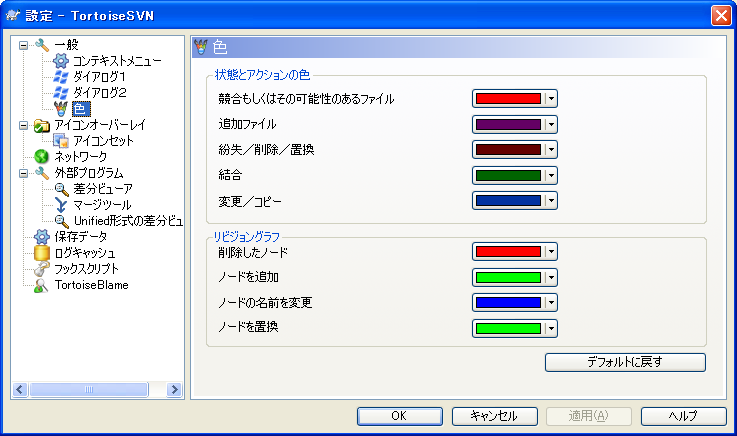 設定 - TortoiseSVN
一般
コンテキストメニュー
ダイアログ1
ダイアログ2
色
アイコンオーバーレイ
アイコンセット
ネットワーク
外部プログラム
差分ビューア
マージツール
Unified形式の差分ビュ
保存データ
ログキャッシュ
フックスクリプト
TortoiseBlame
色
状態とアクションの色
競合もしくはその可能性のあるファイル
追加ファイル
紛失／削除／置換
結合
変更／コピー
リビジョングラフ
削除したノード
ノードを追加
ノードの名前を変更
ノードを置換
デフォルトに戻す
OK
キャンセル
適用(A)
ヘルプ